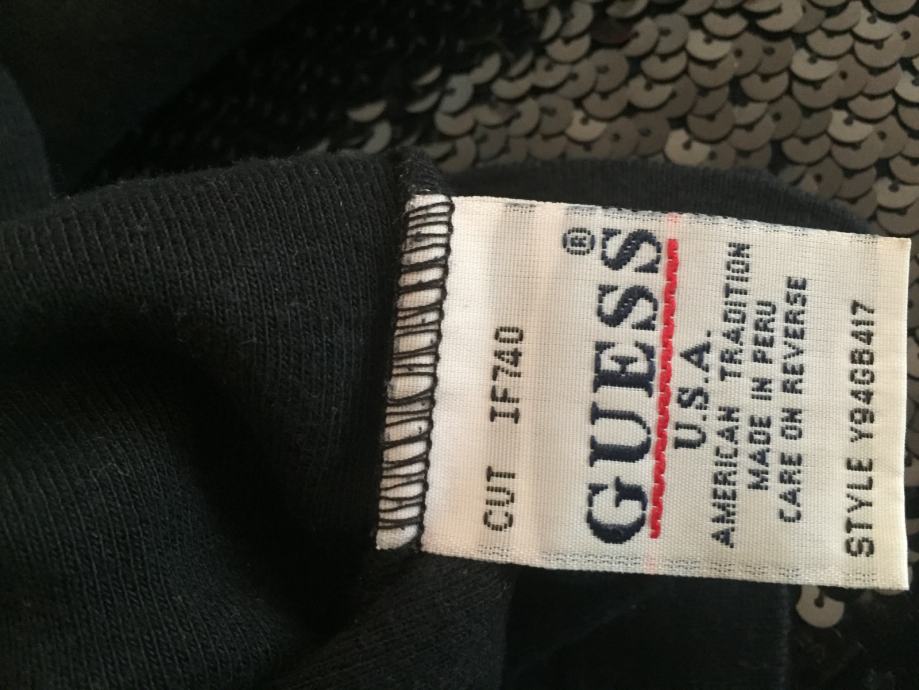 CUT IF740
GUESS®
U.S.A.
AMERICAN TRADITION
MADE IN PERU
CARE ON REVERSE
STYLE Y94GB417